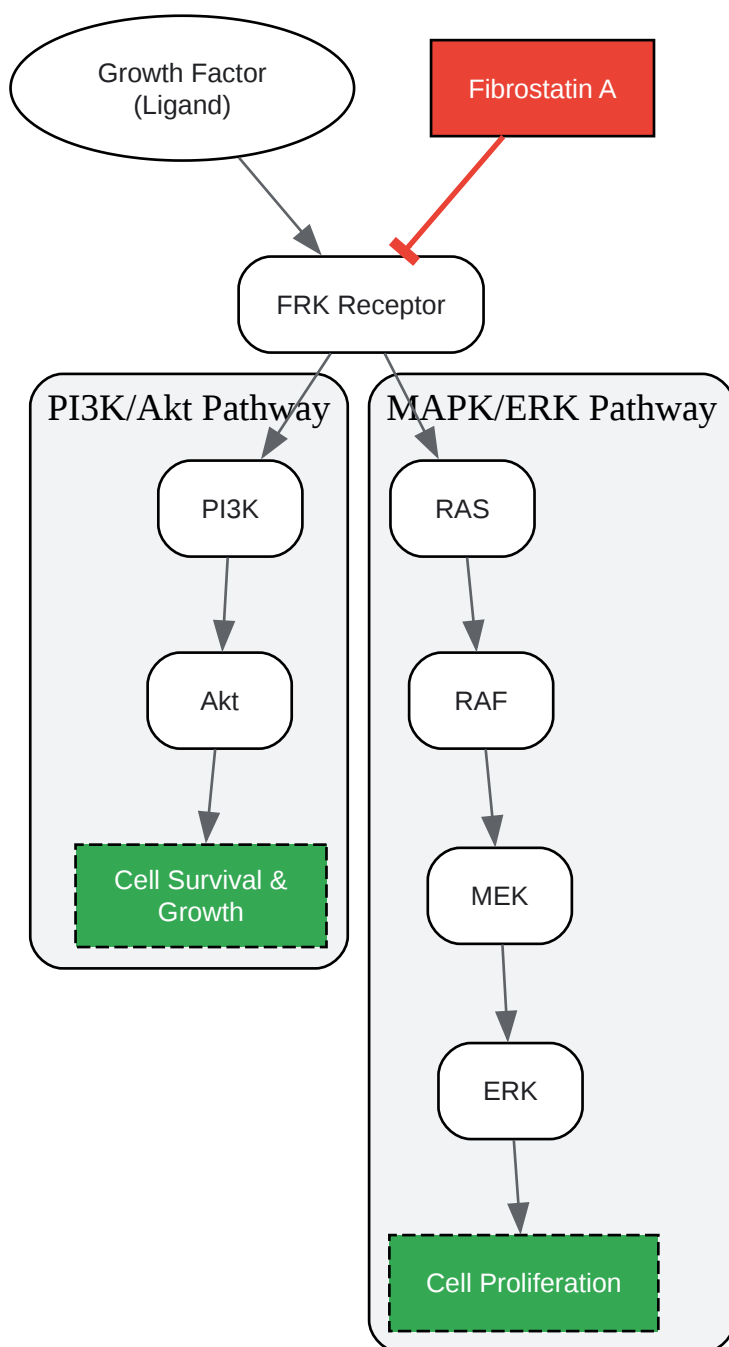 Growth Factor
(Ligand)
Fibrostatin A
FRK Receptor
PI3K/Akt Pathway
MAPK/ERK Pathway
PI3K
RAS
Akt
RAF
Cell Survival &
Growth
MEK
ERK
Cell Proliferation